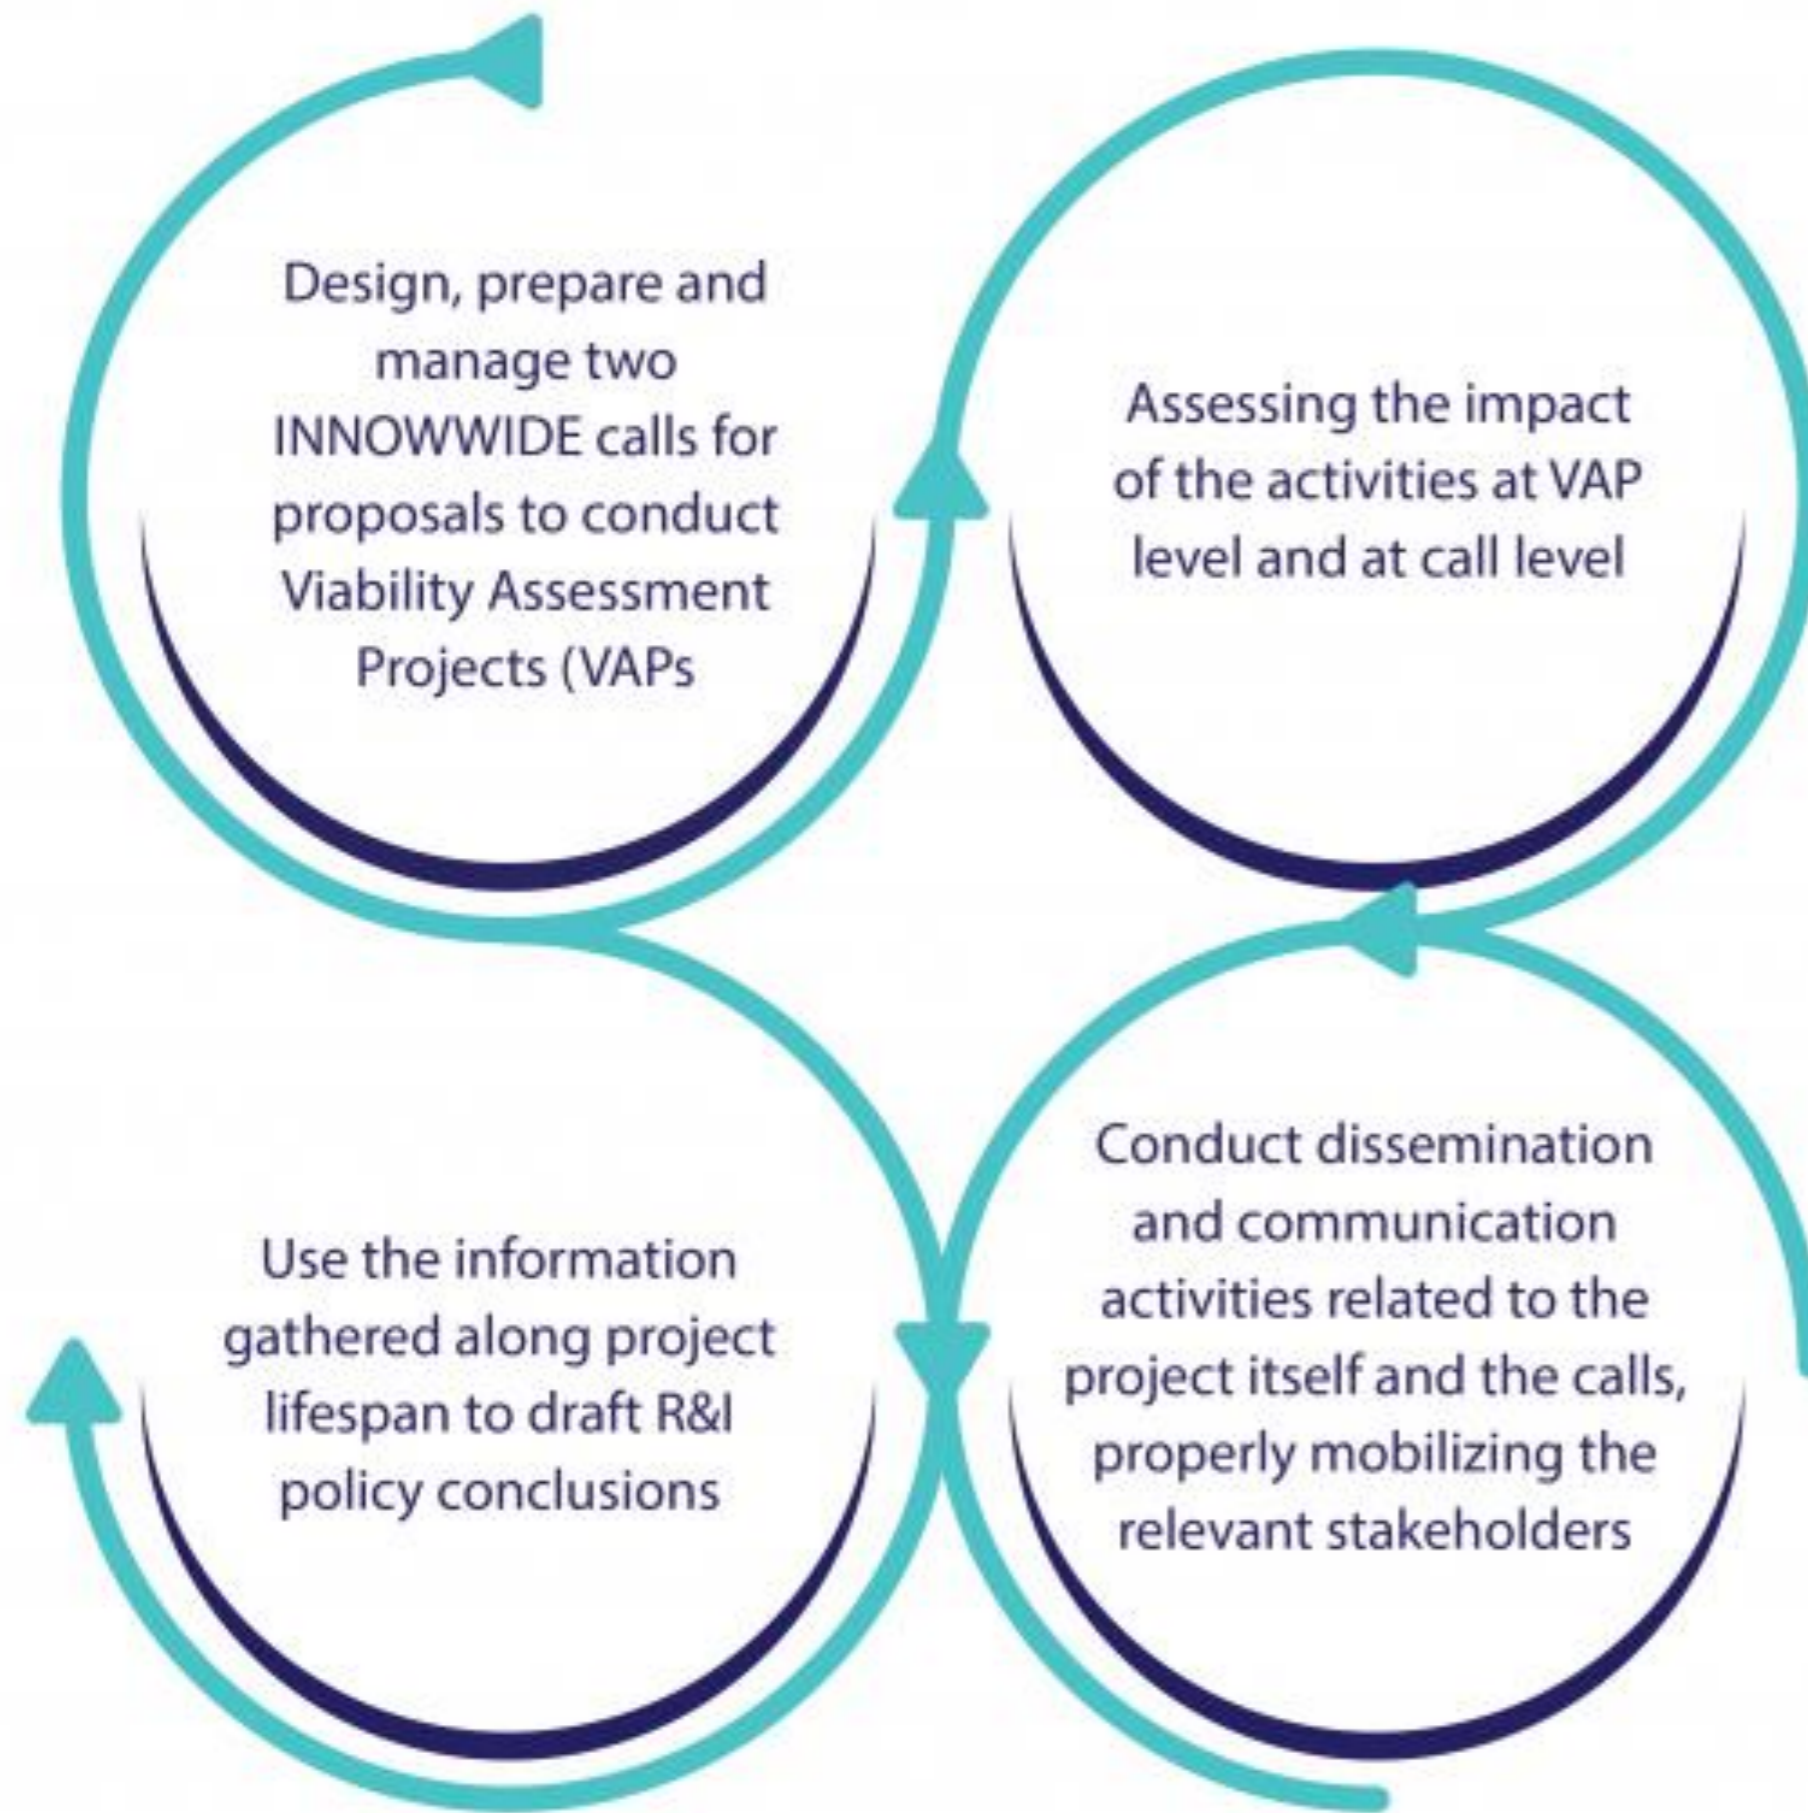 Design, prepare and
manage two
INNOWWIDE calls for
proposals to conduct
Viability Assessment
Projects (VAPs
Assessing the impact
of the activities at VAP
level and at call level
Use the information
gathered along project
lifespan to draft R&I
policy conclusions
Conduct dissemination
and communication
activities related to the
project itself and the calls,
properly mobilizing the
relevant stakeholders